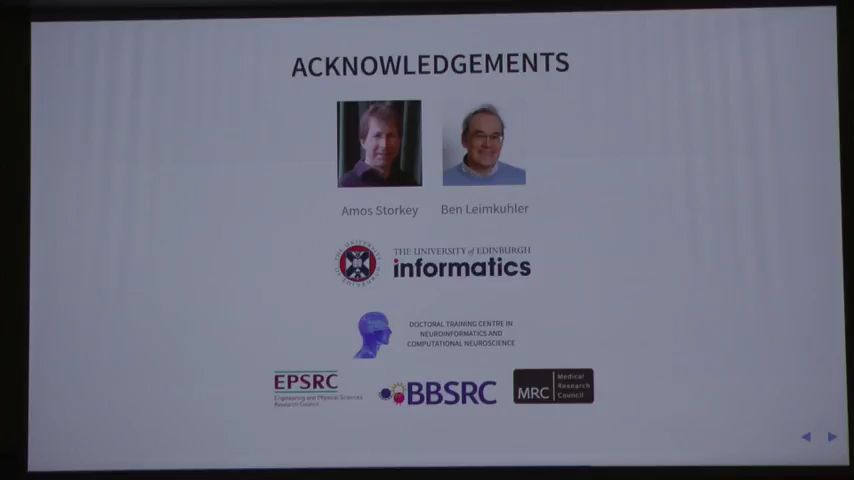 ACKNOWLEDGEMENTS
Amos Storkey
Ben Leimkuhler
THE UNIVERSITY of EDINBURGH
informatics
DOCTORAL TRAINING CENTRE IN
NEUROINFORMATICS AND
COMPUTATIONAL NEUROSCIENCE
EPSRC
Engineering and Physical Sciences
Research Council
BBSRC
MRC
Medical
Research
Council